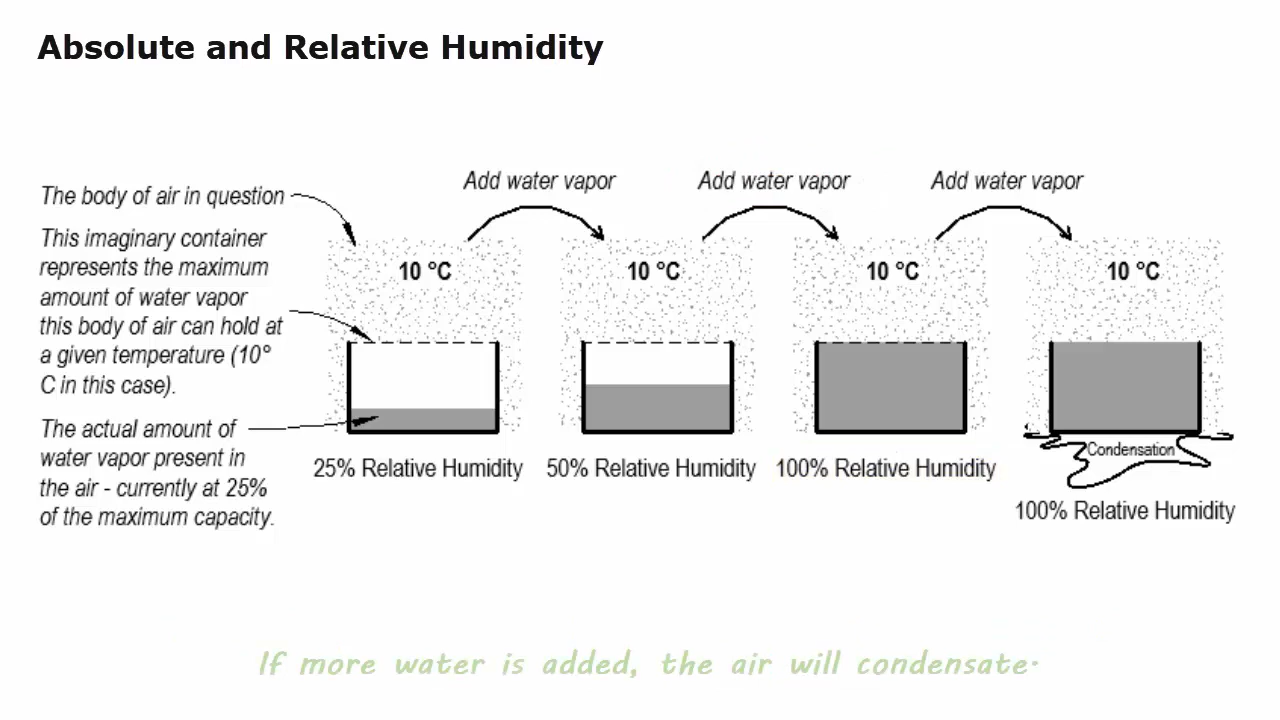 Absolute and Relative Humidity
Add water vapor
Add water vapor
Add water vapor
The body of air in question
This imaginary container
represents the maximum
amount of water vapor
this body of air can hold at
a given temperature (10°
C in this case).
The actual amount of
water vapor present in
the air - currently at 25%
of the maximum capacity.
10 °C
10 °C
10 °C
10 °C
25% Relative Humidity
50% Relative Humidity
100% Relative Humidity
Condensation
100% Relative Humidity
If more water is added, the air will condensate.